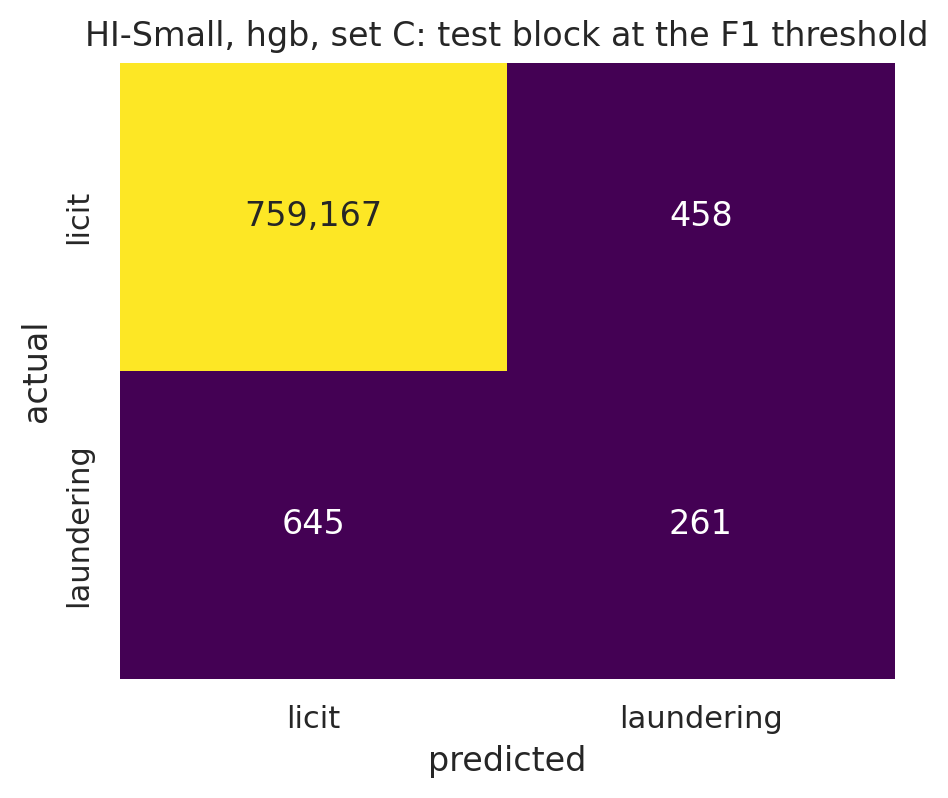 HI-Small, hgb, set C: test block at the F1 threshold
actual
licit
759,167
458
laundering
645
261
licit
laundering
predicted